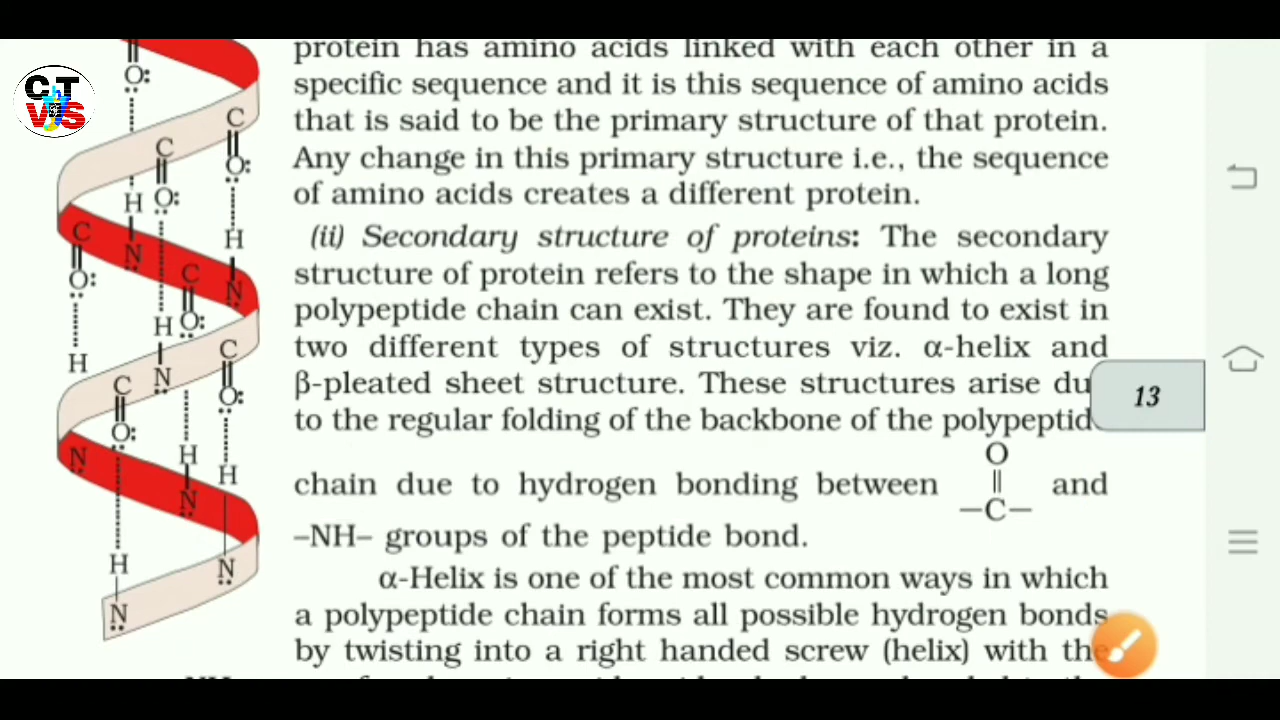 CT
VJS
protein has amino acids linked with each other in a
specific sequence and it is this sequence of amino acids
that is said to be the primary structure of that protein.
Any change in this primary structure i.e., the sequence
of amino acids creates a different protein.
(ii) Secondary structure of proteins: The secondary
structure of protein refers to the shape in which a long
polypeptide chain can exist. They are found to exist in
two different types of structures viz. α-helix and
β-pleated sheet structure. These structures arise du
to the regular folding of the backbone of the polypeptid
13
O
||
chain due to hydrogen bonding between —C— and
–NH– groups of the peptide bond.
α-Helix is one of the most common ways in which
a polypeptide chain forms all possible hydrogen bonds
by twisting into a right handed screw (helix) with the
O:
C
C
O:
H
O:
C
H
N
O:
C
N
H
O:
H
C
N
C
O:
O:
N
H
H
N
H
N
N